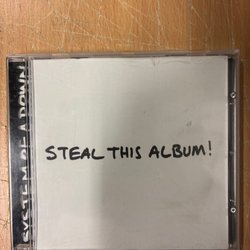 SYSTEM OF A DOWN
STEAL THIS ALBUM!